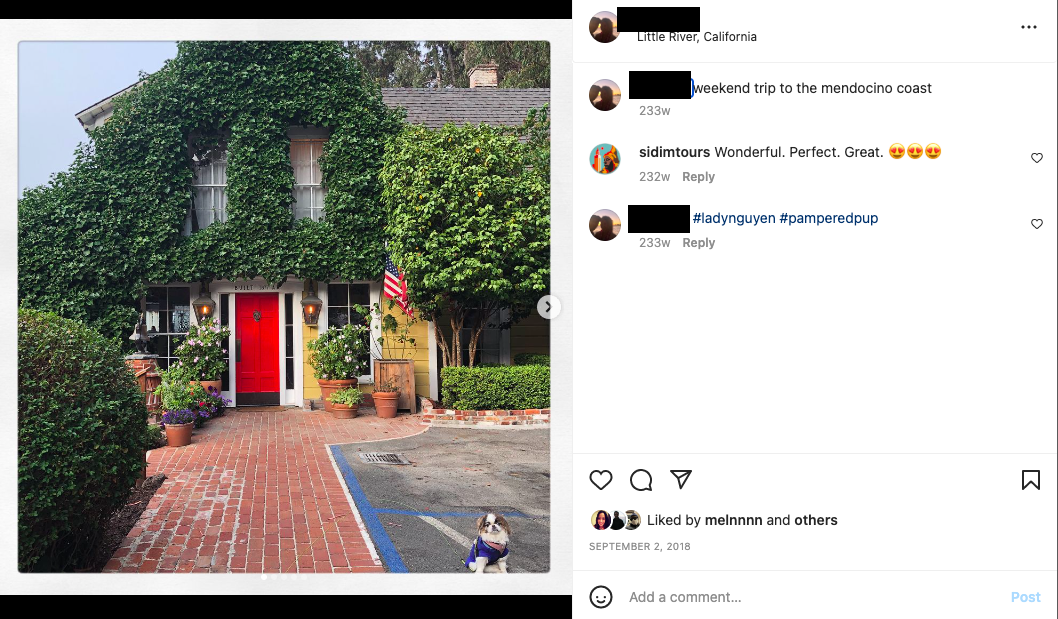 BUILT
Little River, California
weekend trip to the mendocino coast
233w
sidimtours Wonderful. Perfect. Great. 😍😍😍
232w Reply
#ladynguyen #pamperedpup
233w Reply
Liked by melnnnn and others
SEPTEMBER 2, 2018
Add a comment...
Post